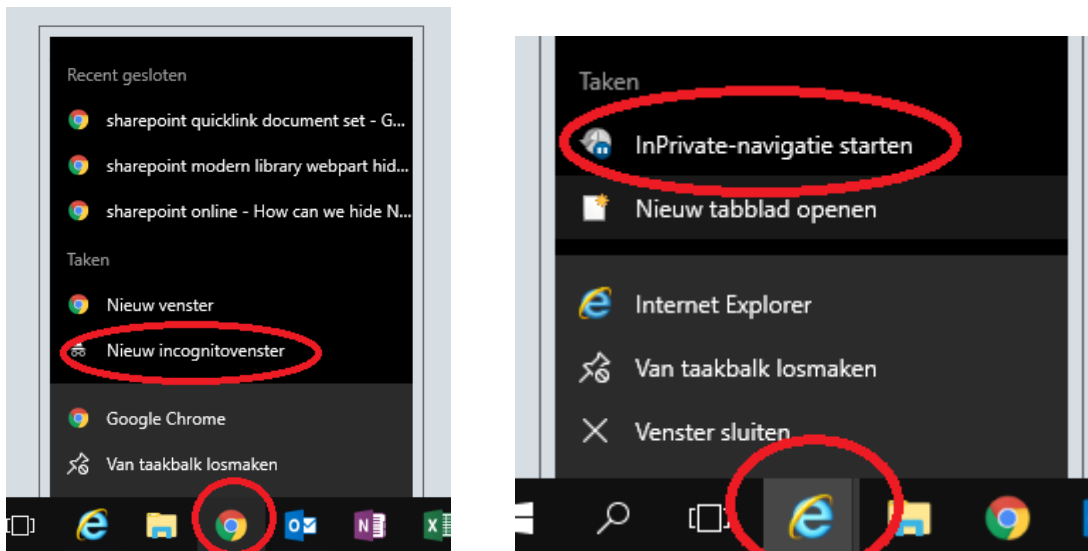 Recent gesloten
sharepoint quicklink document set - G...
sharepoint modern library webpart hid...
sharepoint online - How can we hide N...
Taken
Nieuw venster
Nieuw incognitovenster
Google Chrome
Van taakbalk losmaken
Taken
InPrivate-navigatie starten
Nieuw tabblad openen
Internet Explorer
Van taakbalk losmaken
Venster sluiten